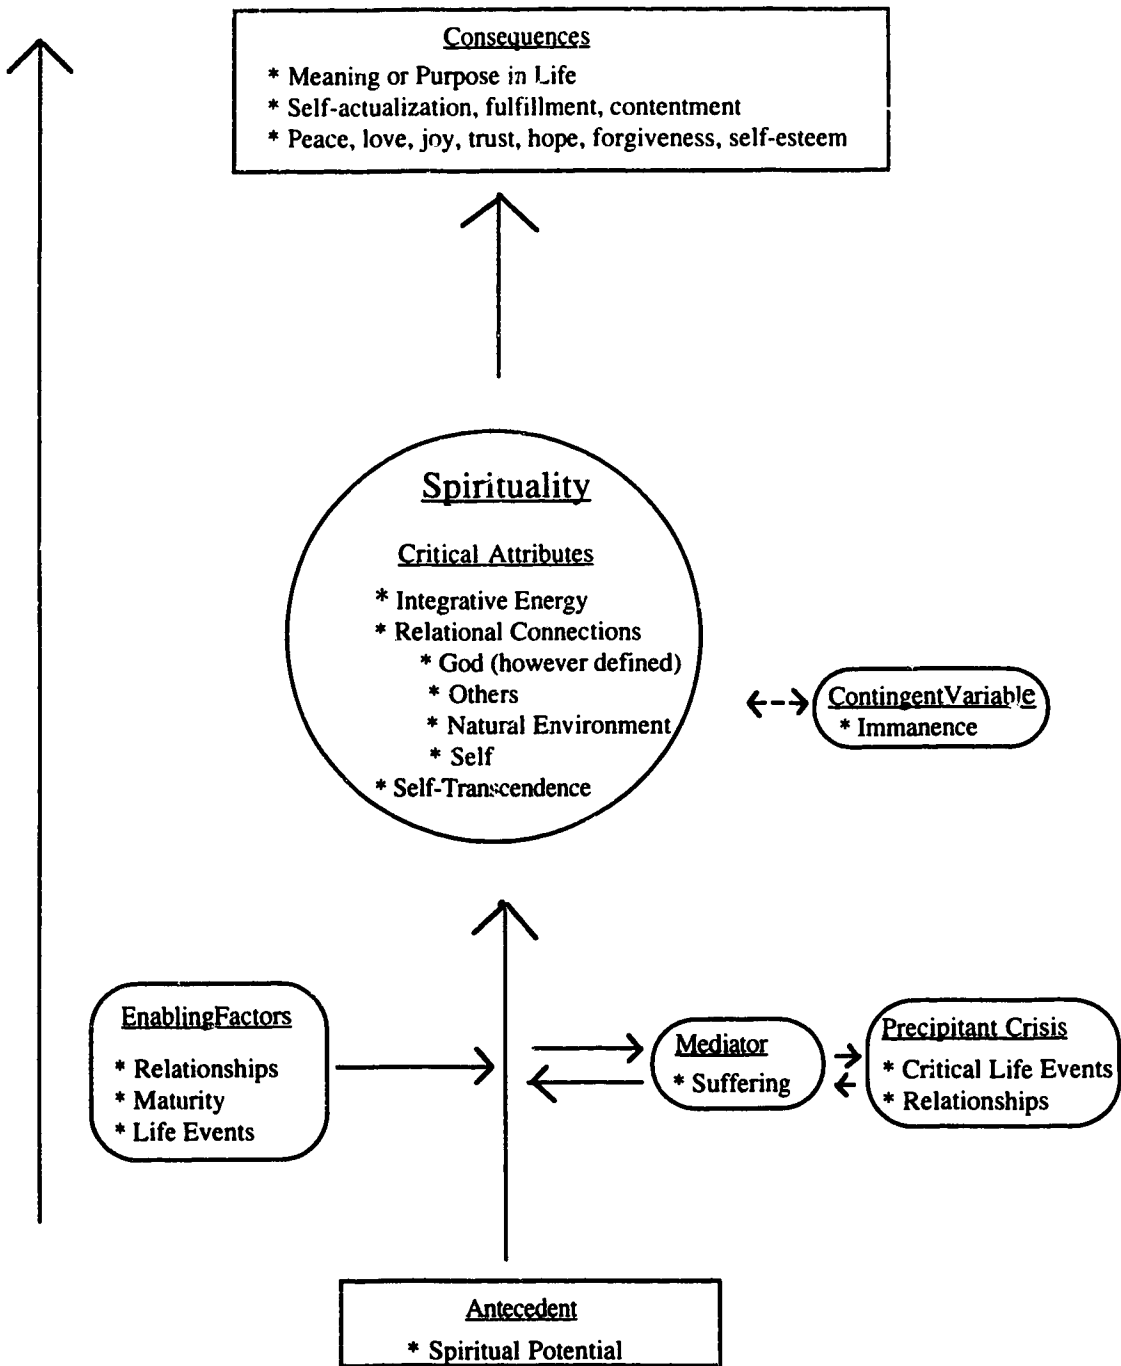 Consequences
* Meaning or Purpose in Life
* Self-actualization, fulfillment, contentment
* Peace, love, joy, trust, hope, forgiveness, self-esteem
Spirituality
Critical Attributes
* Integrative Energy
* Relational Connections
* God (however defined)
* Others
* Natural Environment
* Self
* Self-Transcendence
ContingentVariable
* Immanence
EnablingFactors
* Relationships
* Maturity
* Life Events
Mediator
* Suffering
Precipitant Crisis
* Critical Life Events
* Relationships
Antecedent
* Spiritual Potential